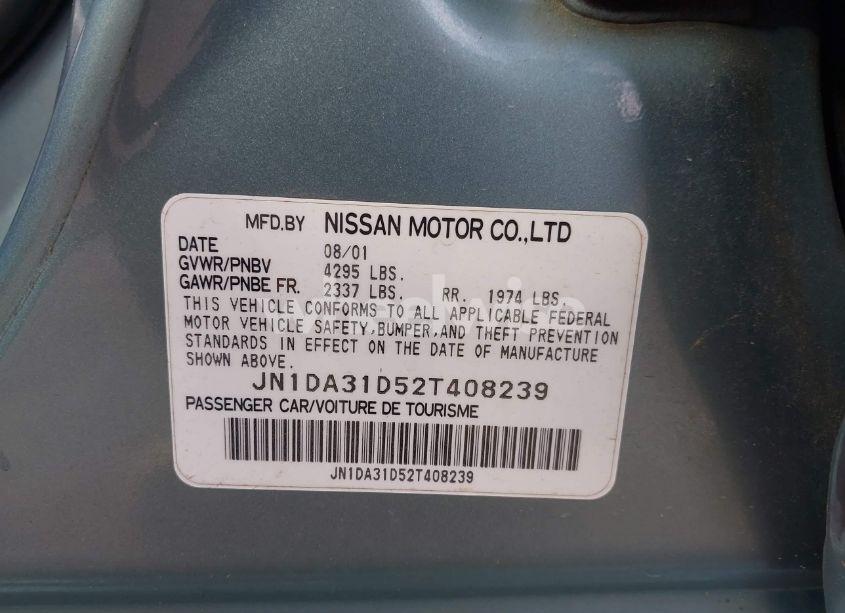 MFD.BY NISSAN MOTOR CO.,LTD
DATE 08/01
GVWR/PNBV 4295 LBS.
GAWR/PNBE FR. 2337 LBS. RR. 1974 LBS.
THIS VEHICLE CONFORMS TO ALL APPLICABLE FEDERAL
MOTOR VEHICLE SAFETY,BUMPER,AND THEFT PREVENTION
STANDARDS IN EFFECT ON THE DATE OF MANUFACTURE
SHOWN ABOVE.
JN1DA31D52T408239
PASSENGER CAR/VOITURE DE TOURISME
JN1DA31D52T408239